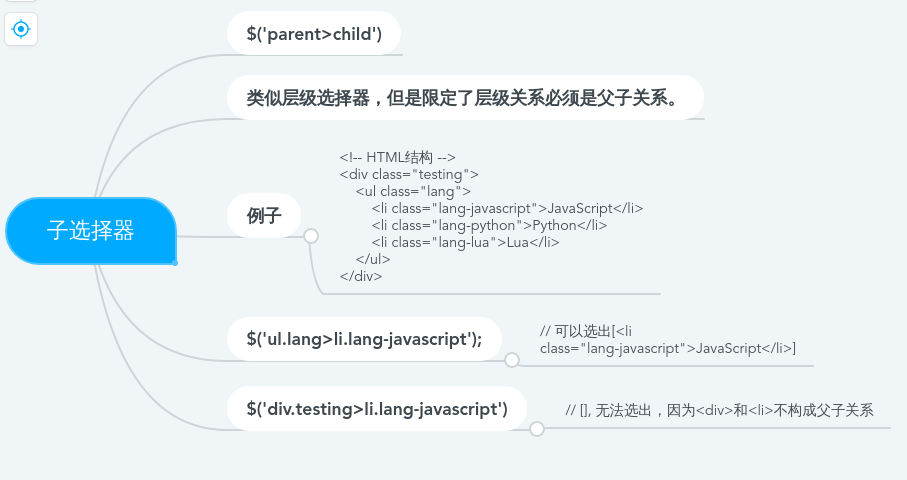 $('parent>child')
类似层级选择器，但是限定了层级关系必须是父子关系。
<!-- HTML结构 -->
<div class="testing">
    <ul class="lang">
        <li class="lang-javascript">JavaScript</li>
        <li class="lang-python">Python</li>
        <li class="lang-lua">Lua</li>
    </ul>
</div>
例子
子选择器
$('ul.lang>li.lang-javascript');
// 可以选出[<li
class="lang-javascript">JavaScript</li>]
$('div.testing>li.lang-javascript')
// [], 无法选出，因为<div>和<li>不构成父子关系